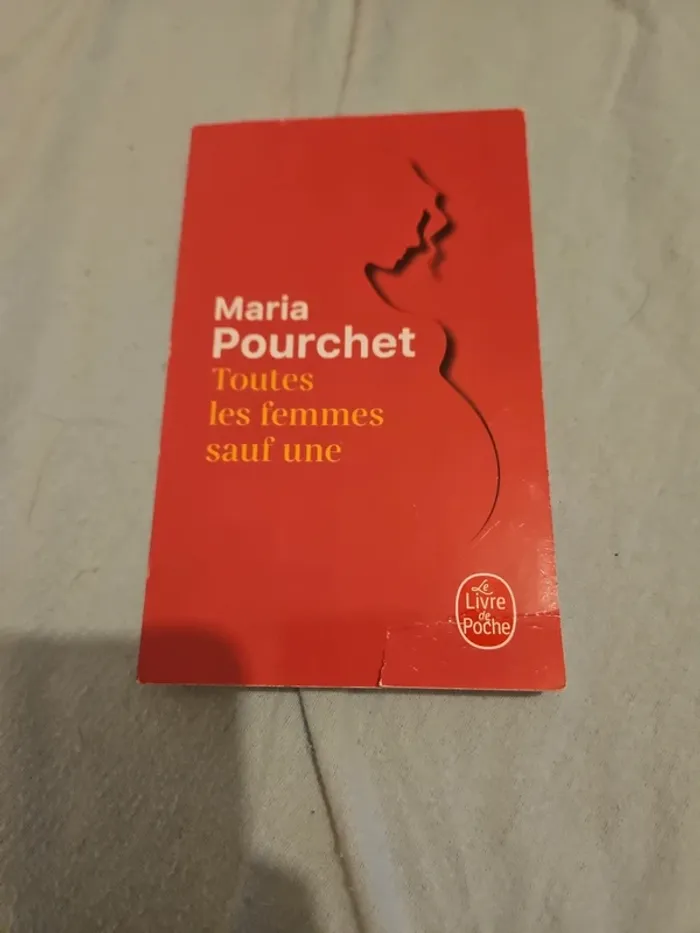 Maria
Pourchet
Toutes
les femmes
sauf une
Le
Livre
de
Poche